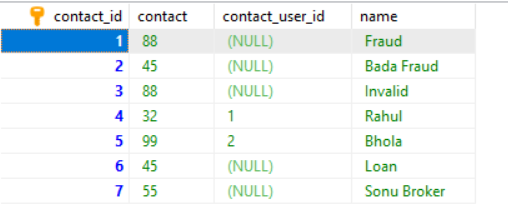 contact_id contact contact_user_id name
1 88 (NULL) Fraud
2 45 (NULL) Bada Fraud
3 88 (NULL) Invalid
4 32 1 Rahul
5 99 2 Bhola
6 45 (NULL) Loan
7 55 (NULL) Sonu Broker